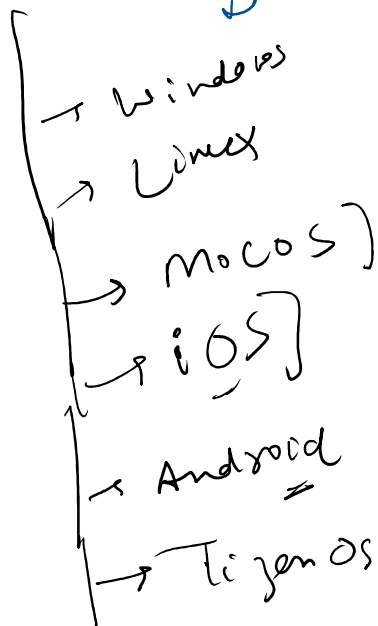 → Windows
→ Linux
→ MacOS]
→ iOS]
→ Android
→ Tizen OS